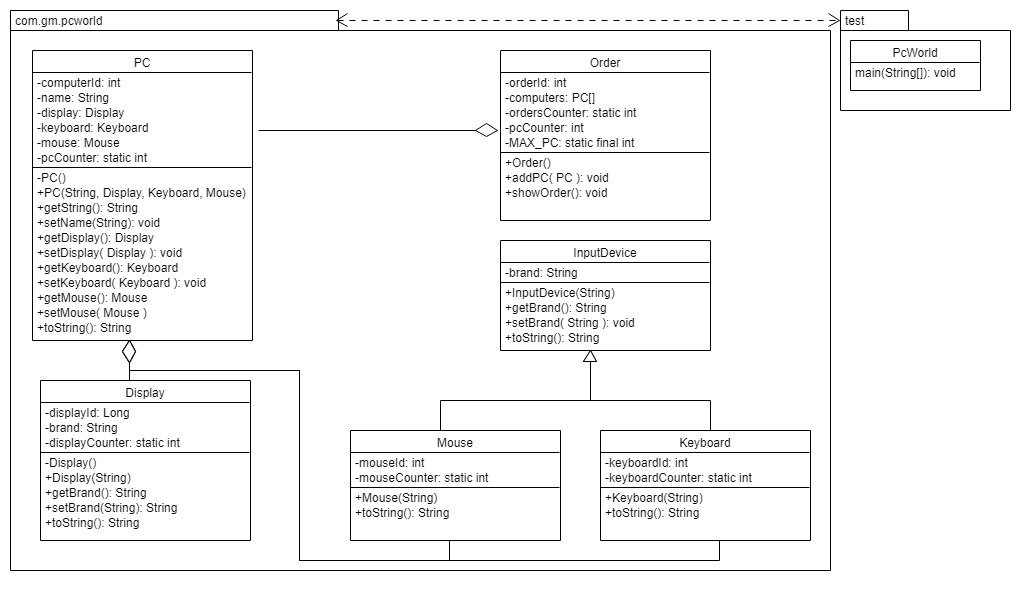 com.gm.pcworld
test
PcWorld
main(String[]): void
PC
-computerId: int
-name: String
-display: Display
-keyboard: Keyboard
-mouse: Mouse
-pcCounter: static int
-PC()
+PC(String, Display, Keyboard, Mouse)
+getString(): String
+setName(String): void
+getDisplay(): Display
+setDisplay( Display ): void
+getKeyboard(): Keyboard
+setKeyboard( Keyboard ): void
+getMouse(): Mouse
+setMouse( Mouse )
+toString(): String
Order
-orderId: int
-computers: PC[]
-ordersCounter: static int
-pcCounter: int
-MAX_PC: static final int
+Order()
+addPC( PC ): void
+showOrder(): void
InputDevice
-brand: String
+InputDevice(String)
+getBrand(): String
+setBrand( String ): void
+toString(): String
Display
-displayId: Long
-brand: String
-displayCounter: static int
-Display()
+Display(String)
+getBrand(): String
+setBrand(String): String
+toString(): String
Mouse
-mouseId: int
-mouseCounter: static int
+Mouse(String)
+toString(): String
Keyboard
-keyboardId: int
-keyboardCounter: static int
+Keyboard(String)
+toString(): String